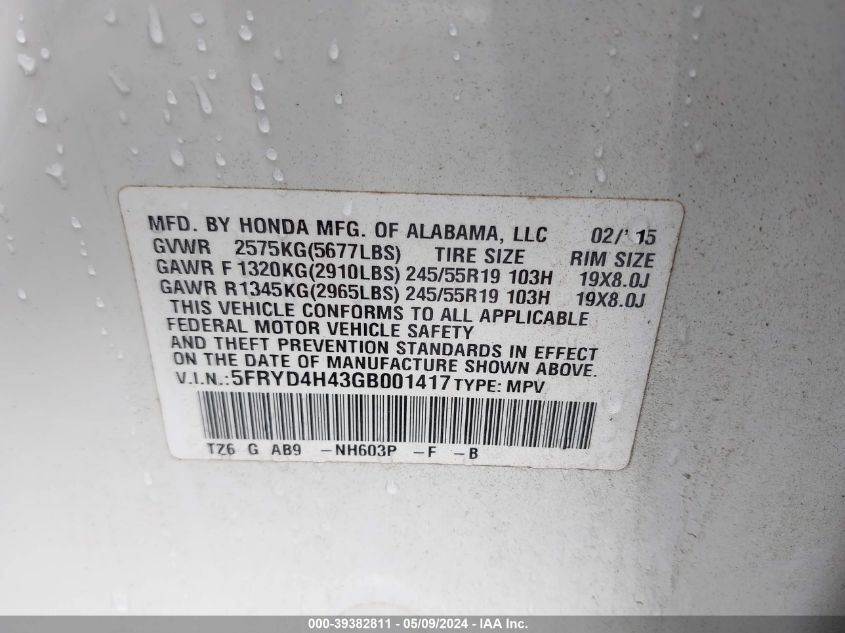 MFD. BY HONDA MFG. OF ALABAMA, LLC 02/' 15
GVWR 2575KG(5677LBS) TIRE SIZE RIM SIZE
GAWR F 1320KG(2910LBS) 245/55R19 103H 19X8.0J
GAWR R1345KG(2965LBS) 245/55R19 103H 19X8.0J
THIS VEHICLE CONFORMS TO ALL APPLICABLE
FEDERAL MOTOR VEHICLE SAFETY
AND THEFT PREVENTION STANDARDS IN EFFECT
ON THE DATE OF MANUFACTURE SHOWN ABOVE.
V.I.N.:5FRYD4H43GB001417 TYPE: MPV
TZ6 G AB9 -NH603P -F -B
000-39382811 - 05/09/2024 - IAA Inc.